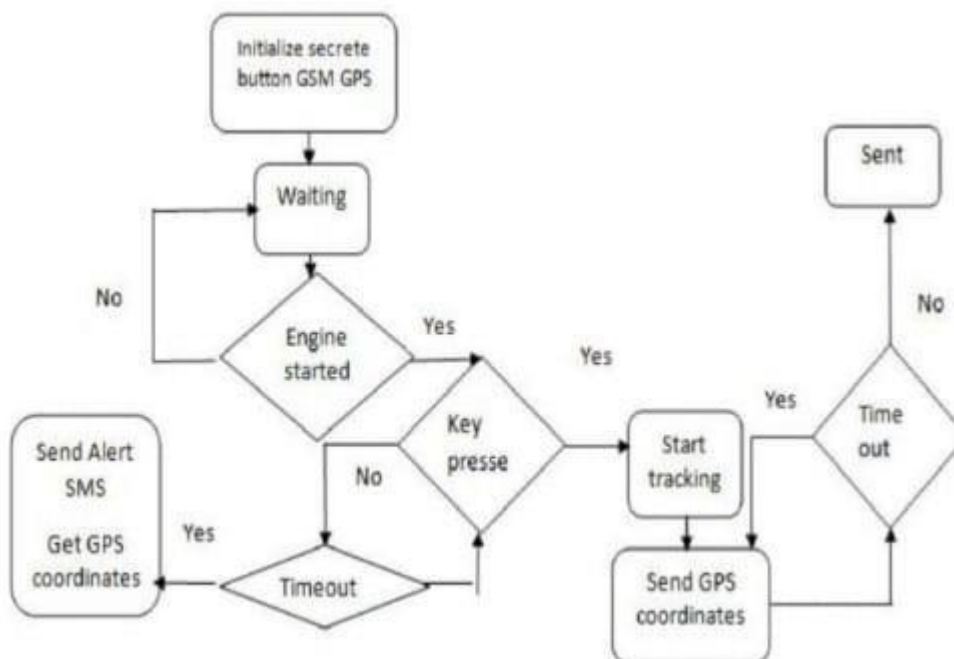 Initialize secrete
button GSM GPS
Waiting
No
Engine
started
Yes
Key
presse
No
Timeout
Yes
Send Alert
SMS
Get GPS
coordinates
Yes
Start
tracking
Send GPS
coordinates
Time
out
Yes
No
Sent